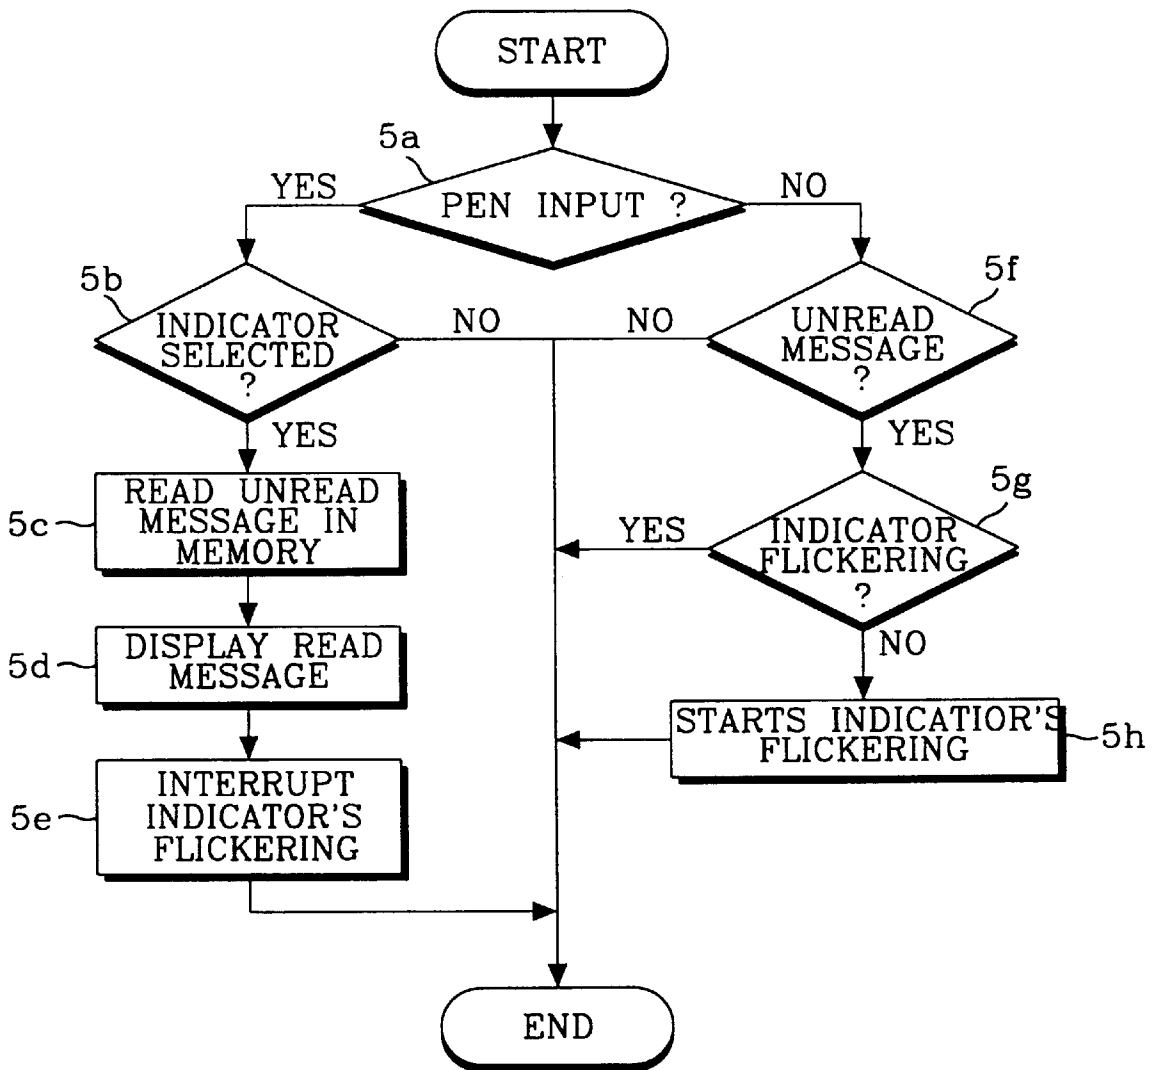 START
5a
YES
PEN INPUT ?
NO
5b
INDICATOR
SELECTED
?
NO
NO
UNREAD
MESSAGE
?
5f
YES
YES
5c
READ UNREAD
MESSAGE IN
MEMORY
YES
INDICATOR
FLICKERING
?
5g
NO
5d
DISPLAY READ
MESSAGE
STARTS INDICATIOR'S
FLICKERING
5h
5e
INTERRUPT
INDICATOR'S
FLICKERING
END